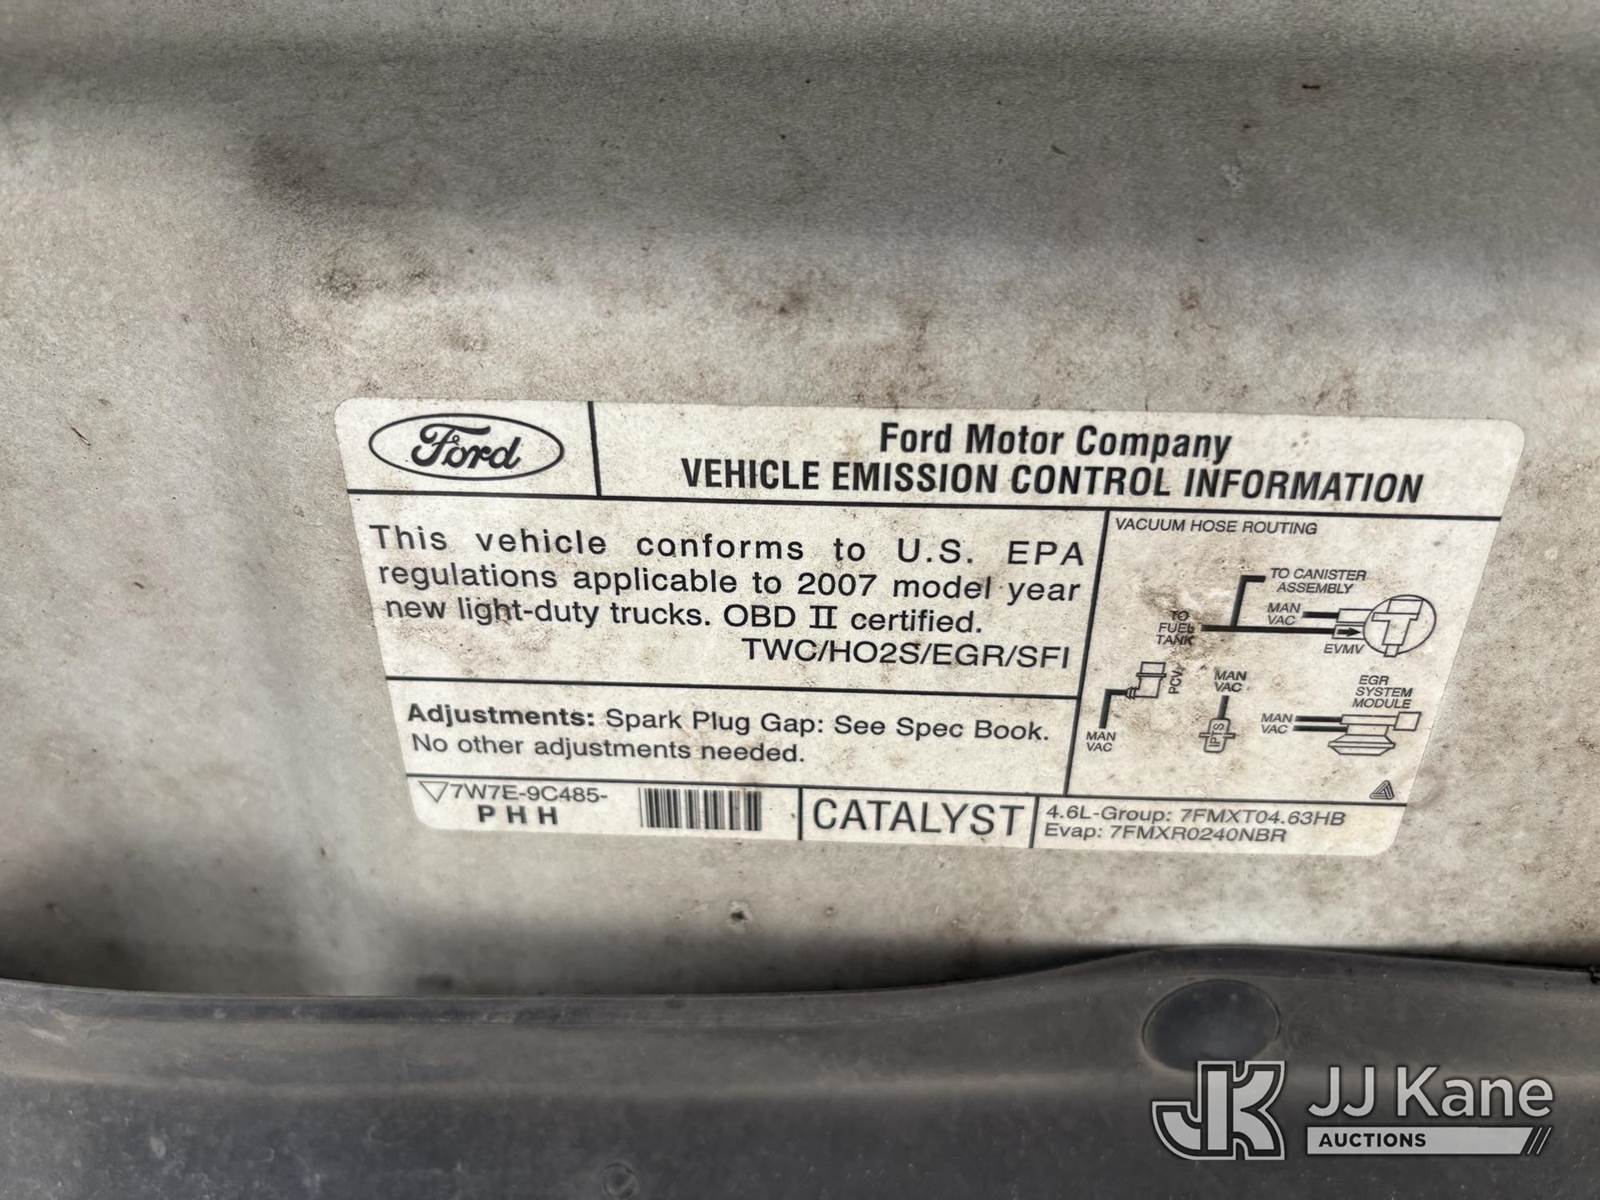 Ford
Ford Motor Company
VEHICLE EMISSION CONTROL INFORMATION
This vehicle conforms to U.S. EPA
regulations applicable to 2007 model year
new light-duty trucks. OBD II certified.
TWC/HO2S/EGR/SFI
Adjustments: Spark Plug Gap: See Spec Book.
No other adjustments needed.
7W7E-9C485-
PHH
CATALYST
4.6L-Group: 7FMXT04.63HB
Evap: 7FMXR0240NBR
VACUUM HOSE ROUTING
TO CANISTER
ASSEMBLY
MAN
VAC
TO
FUEL
TANK
EVMV
PCV
MAN
VAC
MAN
VAC
IPTS
EGR
SYSTEM
MODULE
MAN
VAC
JK
JJ Kane
AUCTIONS